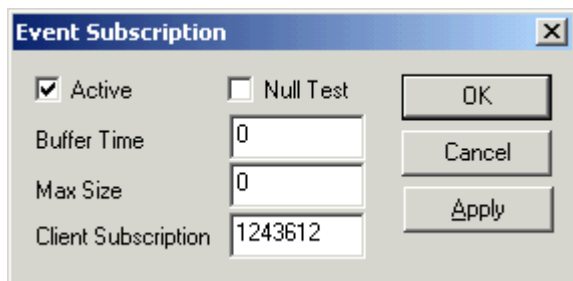 Event Subscription
Active
Null Test
OK
Buffer Time
0
Cancel
Max Size
0
Apply
Client Subscription
1243612